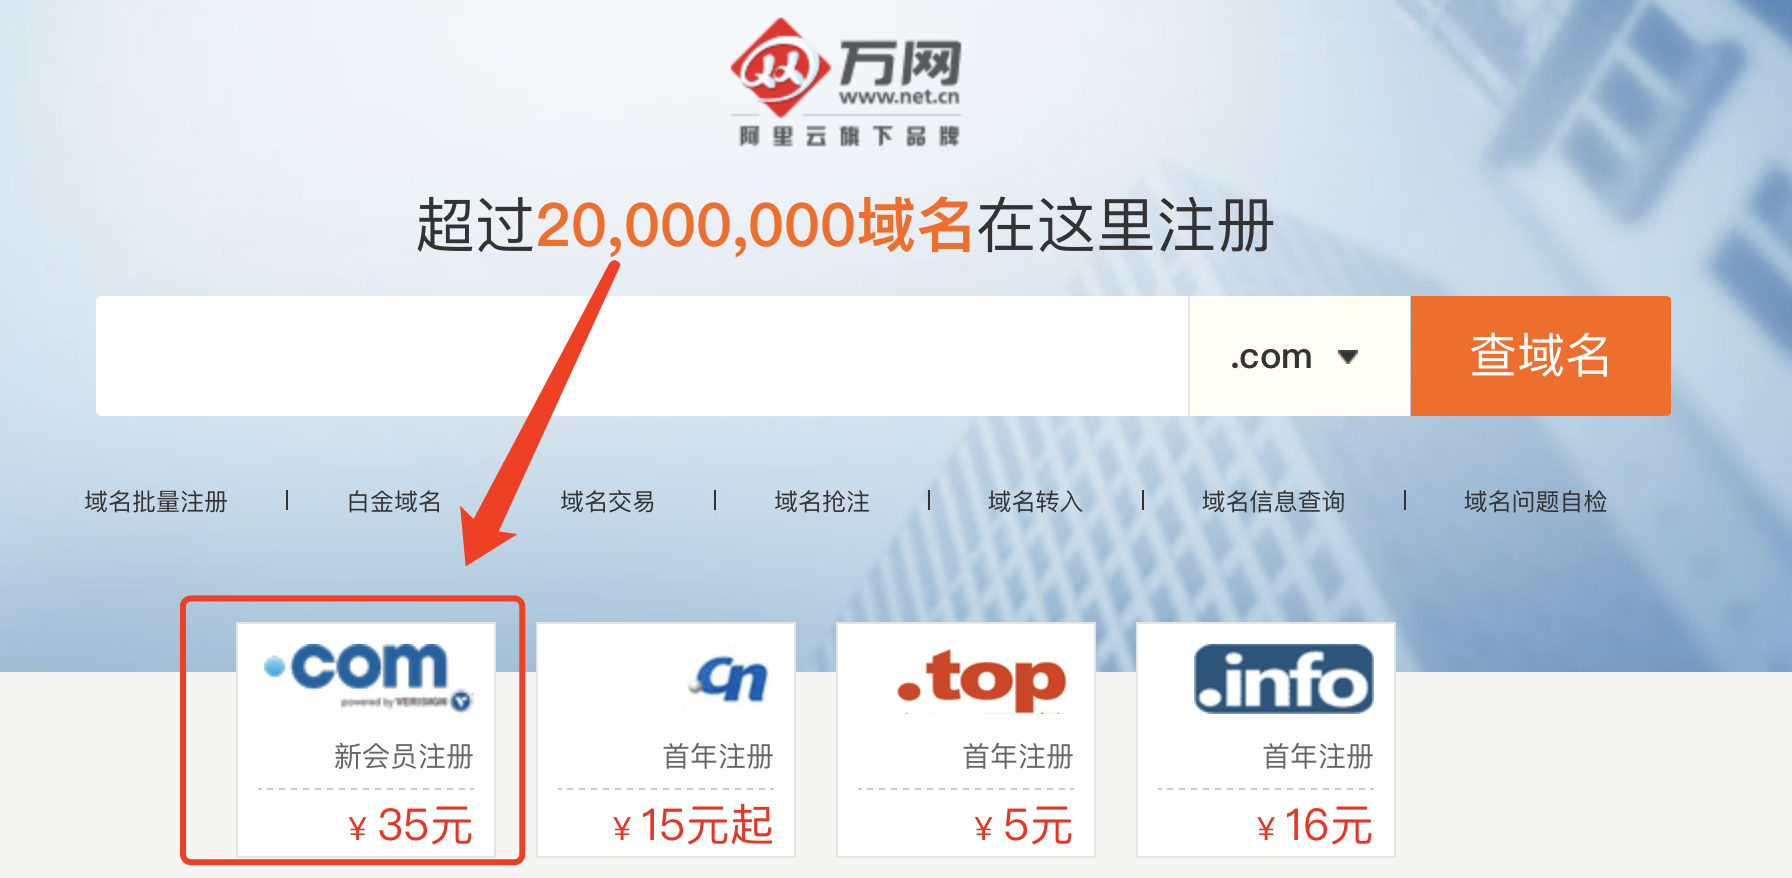 万网
www.net.cn
阿里云旗下品牌
超过20,000,000域名在这里注册
.com
查域名
域名批量注册 | 白金域名 域名交易 | 域名抢注 | 域名转入 | 域名信息查询 | 域名问题自检
.com
powered by VERISIGN
新会员注册
¥ 35元
.cn
首年注册
¥ 15元起
.top
首年注册
¥ 5元
.info
首年注册
¥ 16元